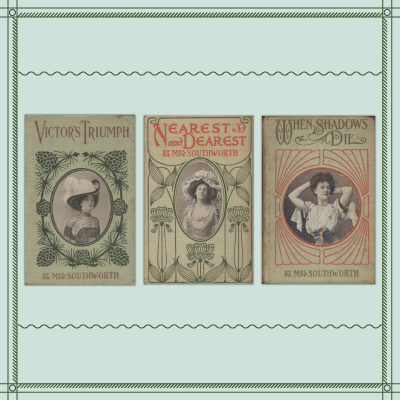 VICTOR'S TRIUMPH
BY MRS SOUTHWORTH
NEAREST
and DEAREST
BY MRS SOUTHWORTH
WHEN SHADOWS
DIE
BY MRS SOUTHWORTH